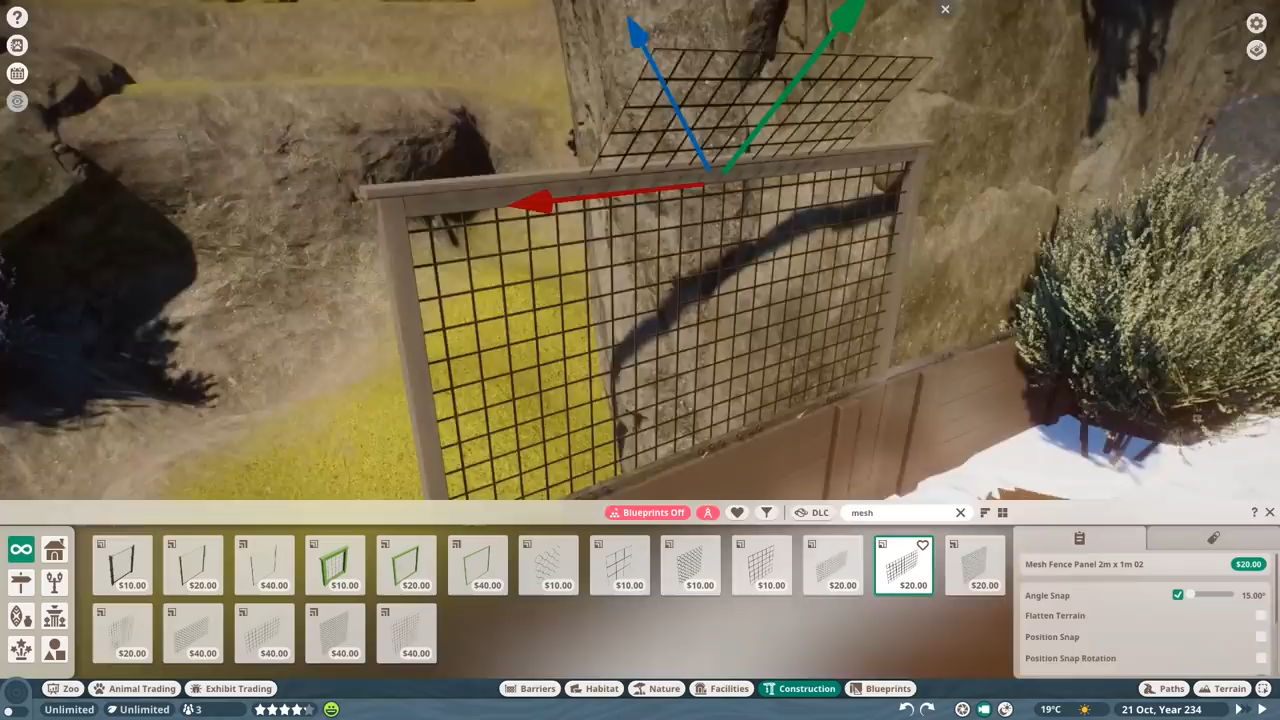 Blueprints Off
DLC
mesh
$10.00 $20.00 $40.00 $10.00 $20.00 $40.00 $10.00 $10.00 $10.00 $10.00 $20.00 $20.00 $20.00
$20.00 $40.00 $40.00 $40.00 $40.00
Mesh Fence Panel 2m x 1m 02 $20.00
Angle Snap 15.00°
Flatten Terrain
Position Snap
Position Snap Rotation
Zoo Animal Trading Exhibit Trading Barriers Habitat Nature Facilities Construction Blueprints Paths Terrain
Unlimited Unlimited 3 19°C 21 Oct, Year 234